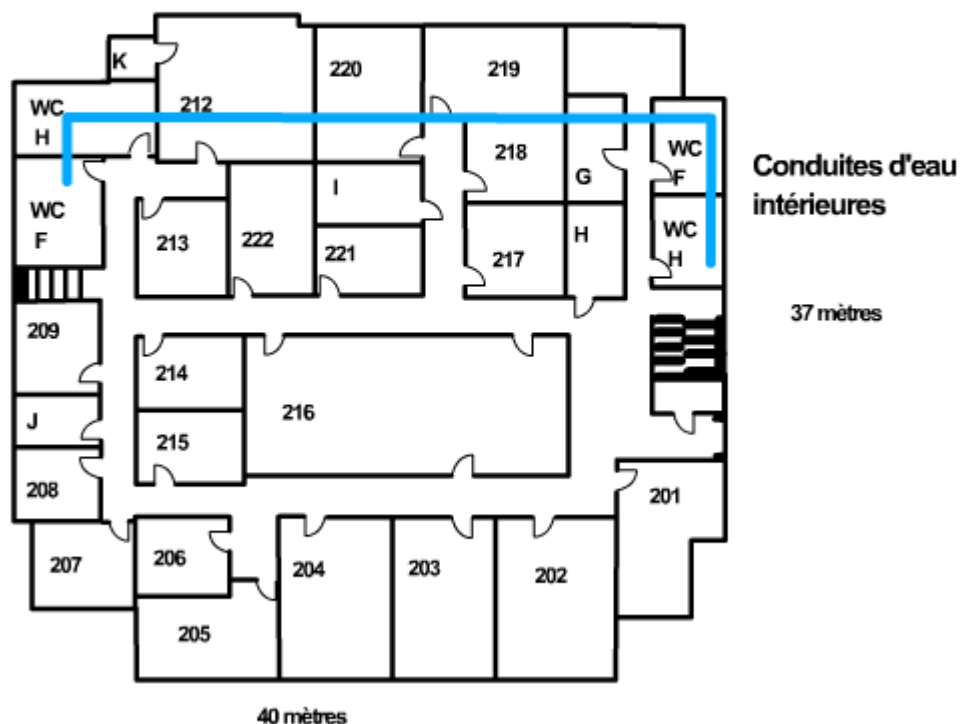 K
220
219
WC
H
212
WC
F
218
Conduites d'eau
intérieures
I
G
WC
F
WC
H
213
222
221
217
H
37 mètres
209
214
216
J
215
208
201
207
206
204
203
202
205
40 mètres